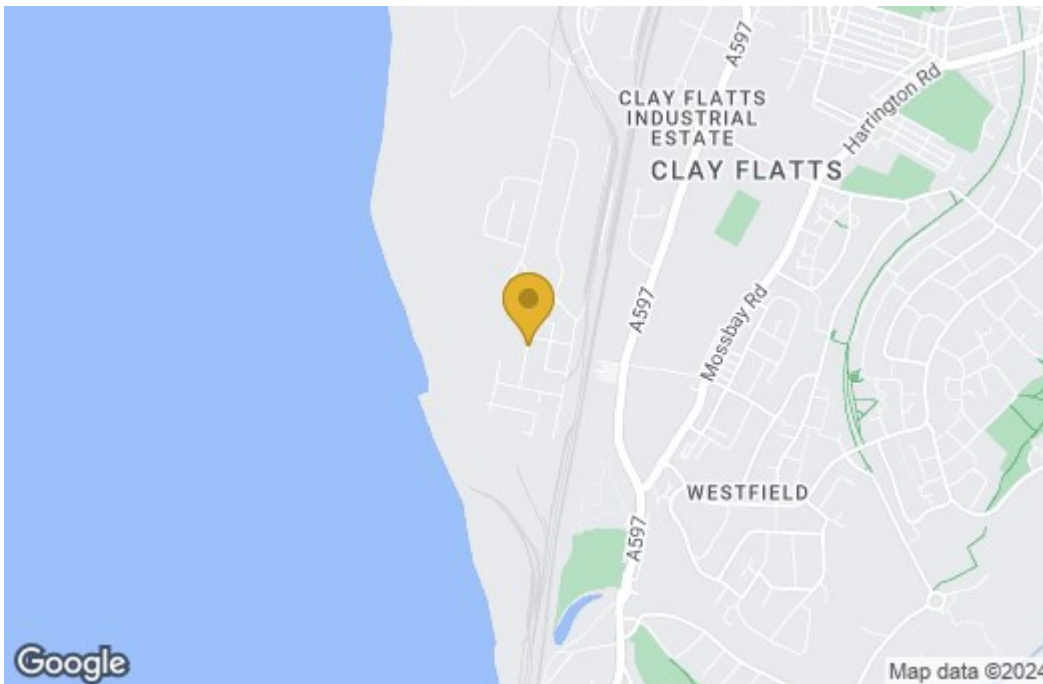 A597
Harrington Rd
CLAY FLATTS
INDUSTRIAL
ESTATE
CLAY FLATTS
A597
Mossbay Rd
WESTFIELD
A597
Google
Map data ©2024